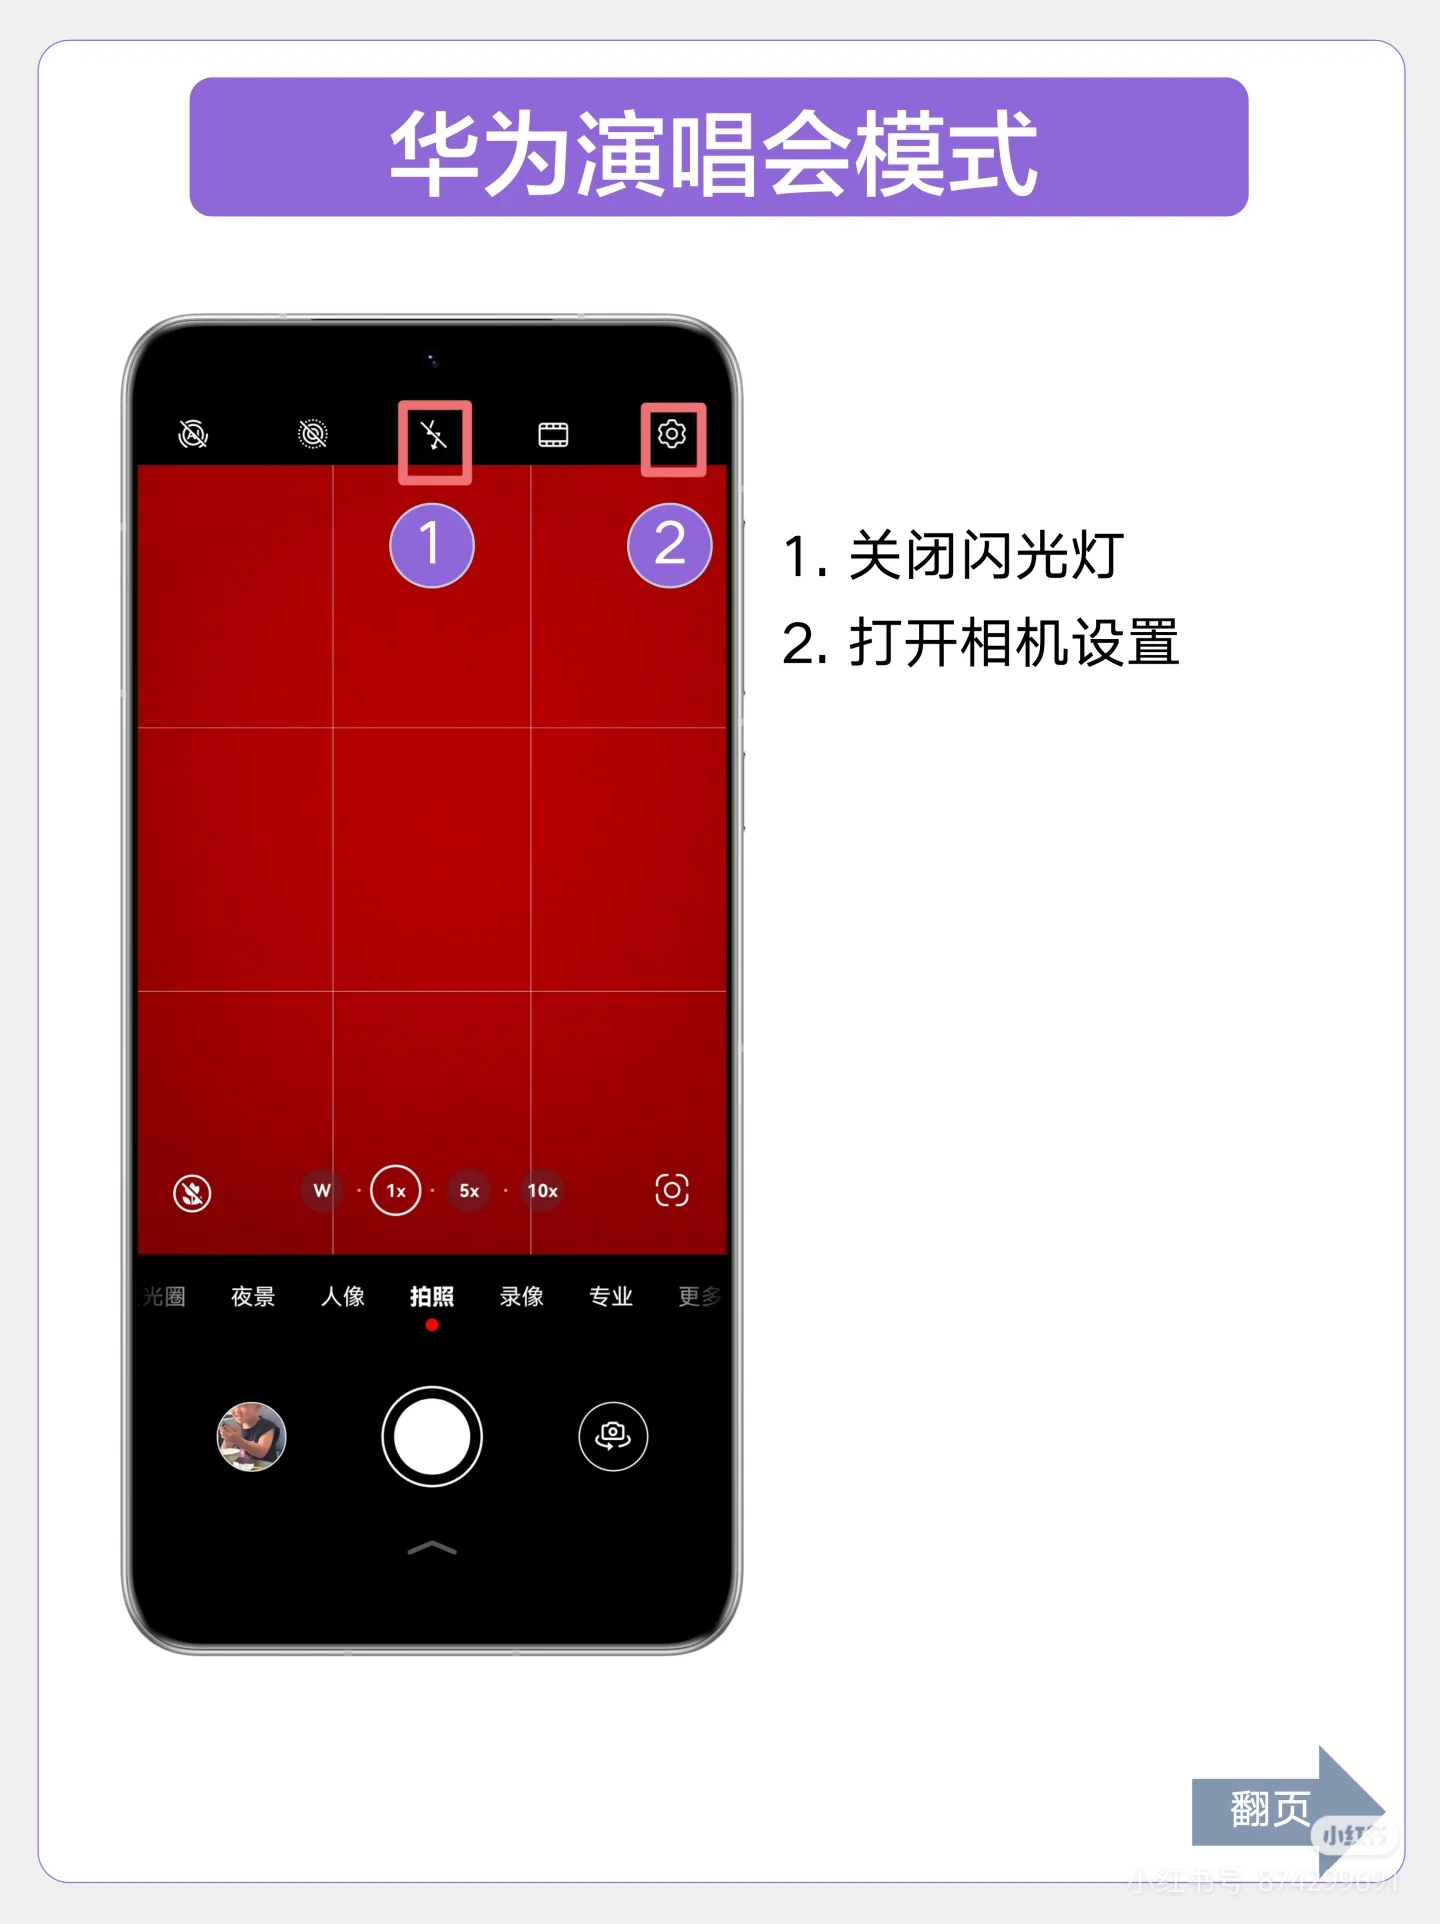 华为演唱会模式
1
2
1. 关闭闪光灯
2. 打开相机设置
W · 1x · 5x · 10x
光圈 夜景 人像 拍照 录像 专业 更多
翻页
小红书
小红书号: 874299691